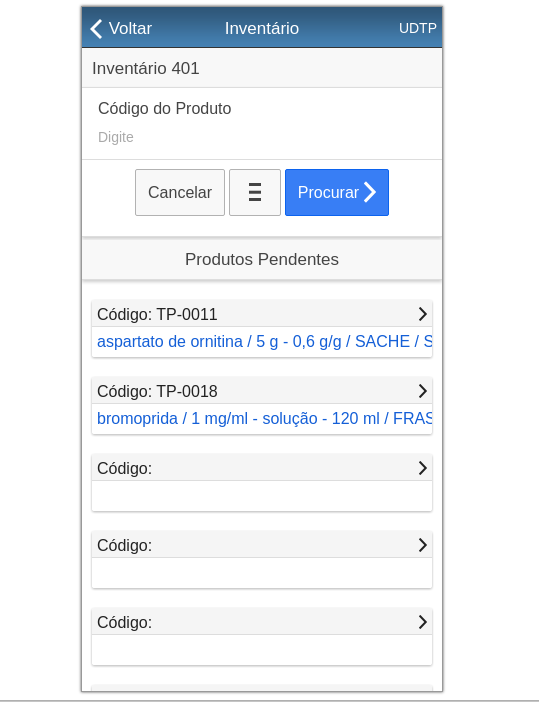 Voltar Inventário UDTP
Inventário 401
Código do Produto
Digite
Cancelar Procurar
Produtos Pendentes
Código: TP-0011
aspartato de ornitina / 5 g - 0,6 g/g / SACHE / S
Código: TP-0018
bromoprida / 1 mg/ml - solução - 120 ml / FRAS
Código:
Código:
Código: